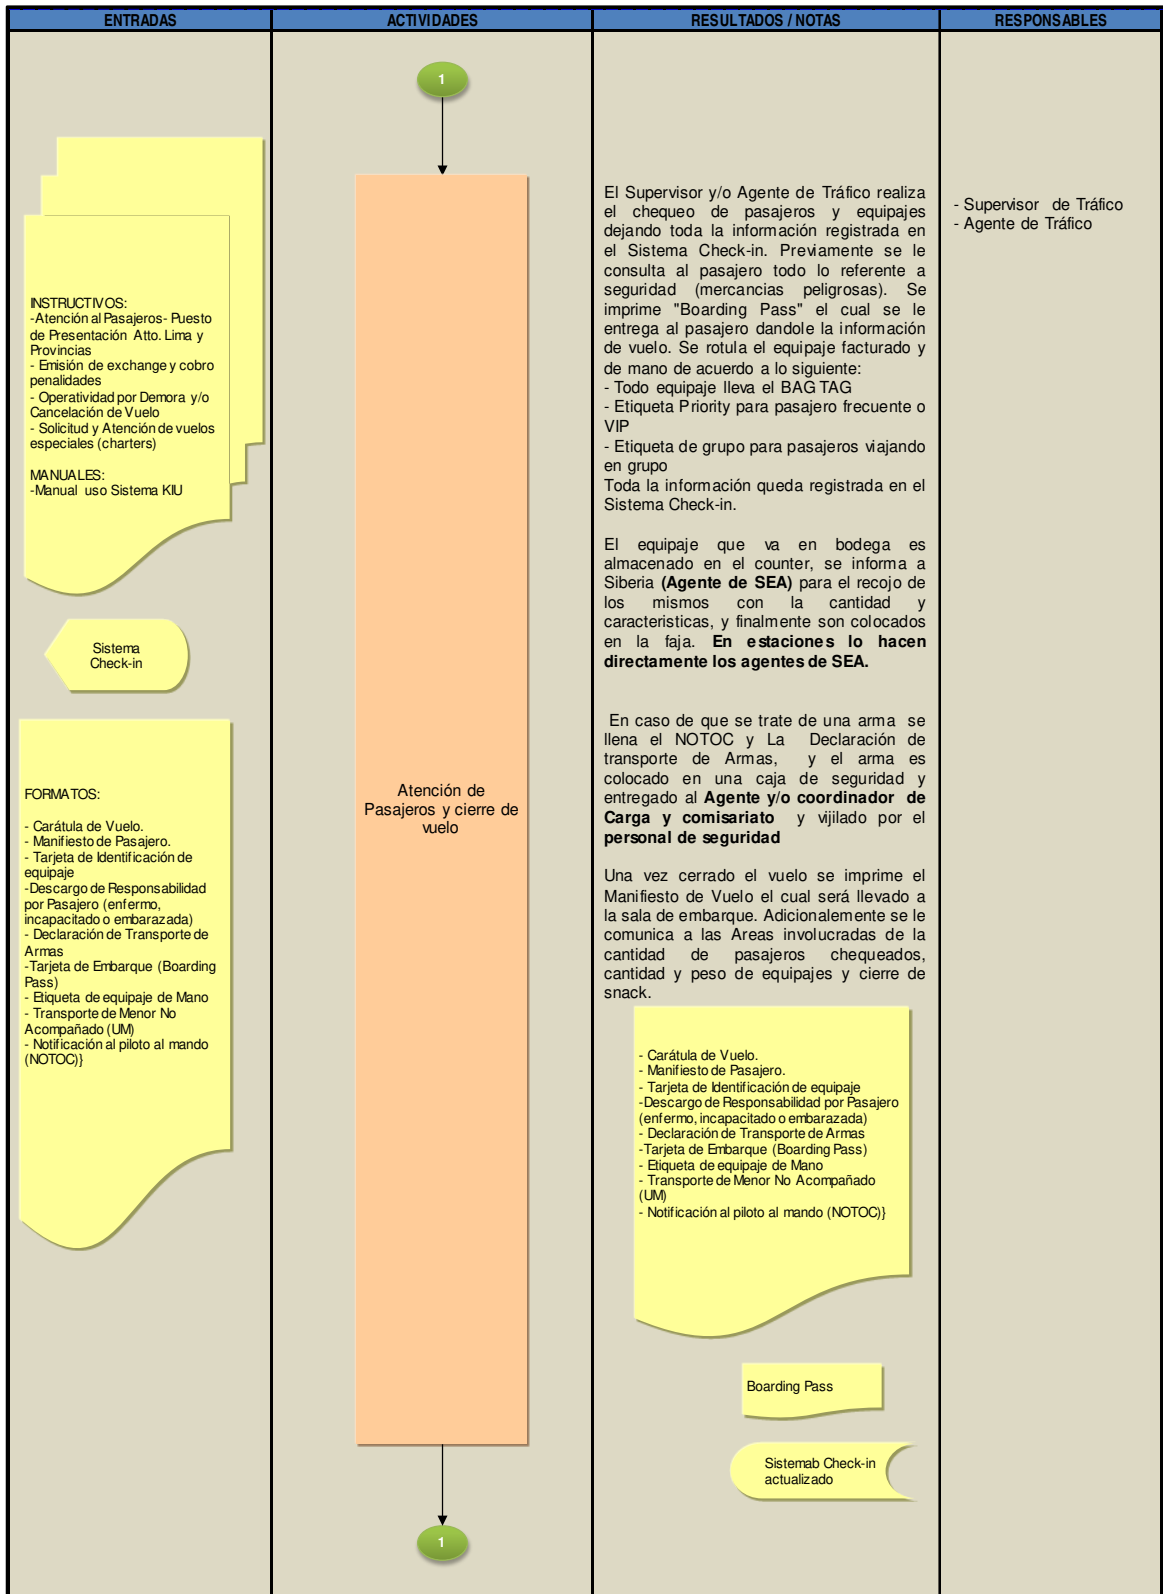 ENTRADAS
ACTIVIDADES
RESULTADOS / NOTAS
RESPONSABLES
1
INSTRUCTIVOS:
-Atención al Pasajeros- Puesto
de Presentación Atto. Lima y
Provincias
- Emisión de exchange y cobro
penalidades
- Operatividad por Demora y/o
Cancelación de Vuelo
- Solicitud y Atención de vuelos
especiales (charters)
MANUALES:
-Manual uso Sistema KIU
Sistema
Check-in
FORMATOS:
- Carátula de Vuelo.
- Manifiesto de Pasajero.
- Tarjeta de Identificación de
equipaje
-Descargo de Responsabilidad
por Pasajero (enfermo,
incapacitado o embarazada)
- Declaración de Transporte de
Armas
-Tarjeta de Embarque (Boarding
Pass)
- Etiqueta de equipaje de Mano
- Transporte de Menor No
Acompañado (UM)
- Notificación al piloto al mando
(NOTOC)}
Atención de
Pasajeros y cierre de
vuelo
El Supervisor y/o Agente de Tráfico realiza
el chequeo de pasajeros y equipajes
dejando toda la información registrada en
el Sistema Check-in. Previamente se le
consulta al pasajero todo lo referente a
seguridad (mercancias peligrosas). Se
imprime "Boarding Pass" el cual se le
entrega al pasajero dandole la información
de vuelo. Se rotula el equipaje facturado y
de mano de acuerdo a lo siguiente:
- Todo equipaje lleva el BAG TAG
- Etiqueta Priority para pasajero frecuente o
VIP
- Etiqueta de grupo para pasajeros viajando
en grupo
Toda la información queda registrada en el
Sistema Check-in.
El equipaje que va en bodega es
almacenado en el counter, se informa a
Siberia (Agente de SEA) para el recojo de
los mismos con la cantidad y
caracteristicas, y finalmente son colocados
en la faja. En estaciones lo hacen
directamente los agentes de SEA.
En caso de que se trate de una arma se
llena el NOTOC y La Declaración de
transporte de Armas, y el arma es
colocado en una caja de seguridad y
entregado al Agente y/o coordinador de
Carga y comisariato y vijilado por el
personal de seguridad
Una vez cerrado el vuelo se imprime el
Manifiesto de Vuelo el cual será llevado a
la sala de embarque. Adicionalemente se le
comunica a las Areas involucradas de la
cantidad de pasajeros chequeados,
cantidad y peso de equipajes y cierre de
snack.
- Carátula de Vuelo.
- Manifiesto de Pasajero.
- Tarjeta de Identificación de equipaje
-Descargo de Responsabilidad por Pasajero
(enfermo, incapacitado o embarazada)
- Declaración de Transporte de Armas
-Tarjeta de Embarque (Boarding Pass)
- Etiqueta de equipaje de Mano
- Transporte de Menor No Acompañado
(UM)
- Notificación al piloto al mando (NOTOC)}
Boarding Pass
Sistemab Check-in
actualizado
- Supervisor de Tráfico
- Agente de Tráfico
1